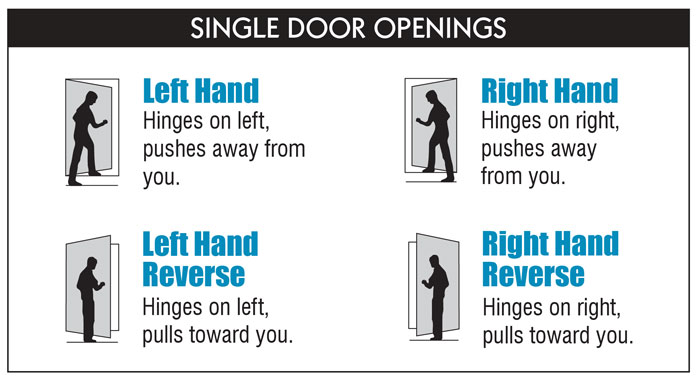 SINGLE DOOR OPENINGS
Left Hand
Hinges on left,
pushes away from
you.
Right Hand
Hinges on right,
pushes away
from you.
Left Hand
Reverse
Hinges on left,
pulls toward you.
Right Hand
Reverse
Hinges on right,
pulls toward you.